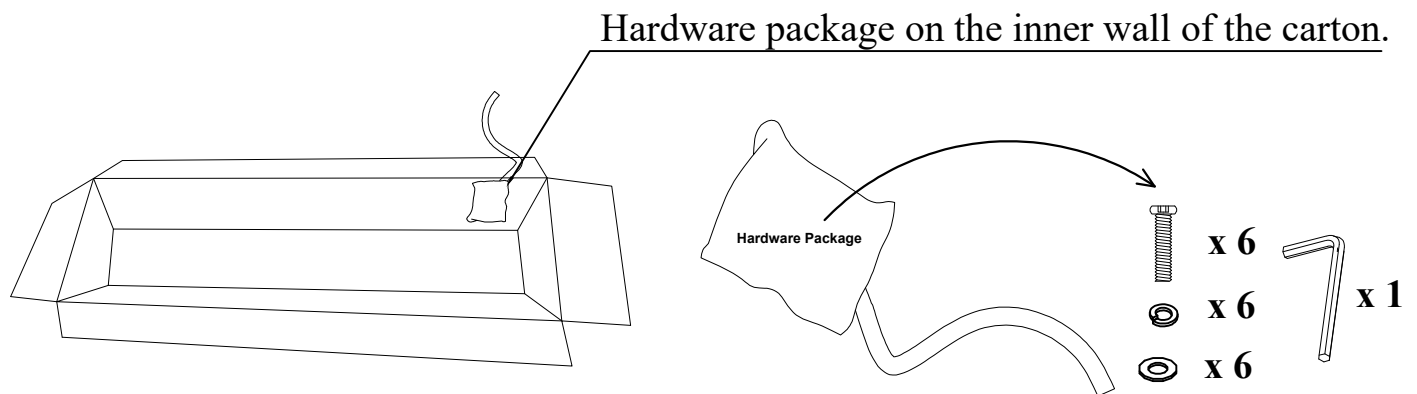 Hardware package on the inner wall of the carton.
Hardware Package
x 6
x 6
x 1
x 6